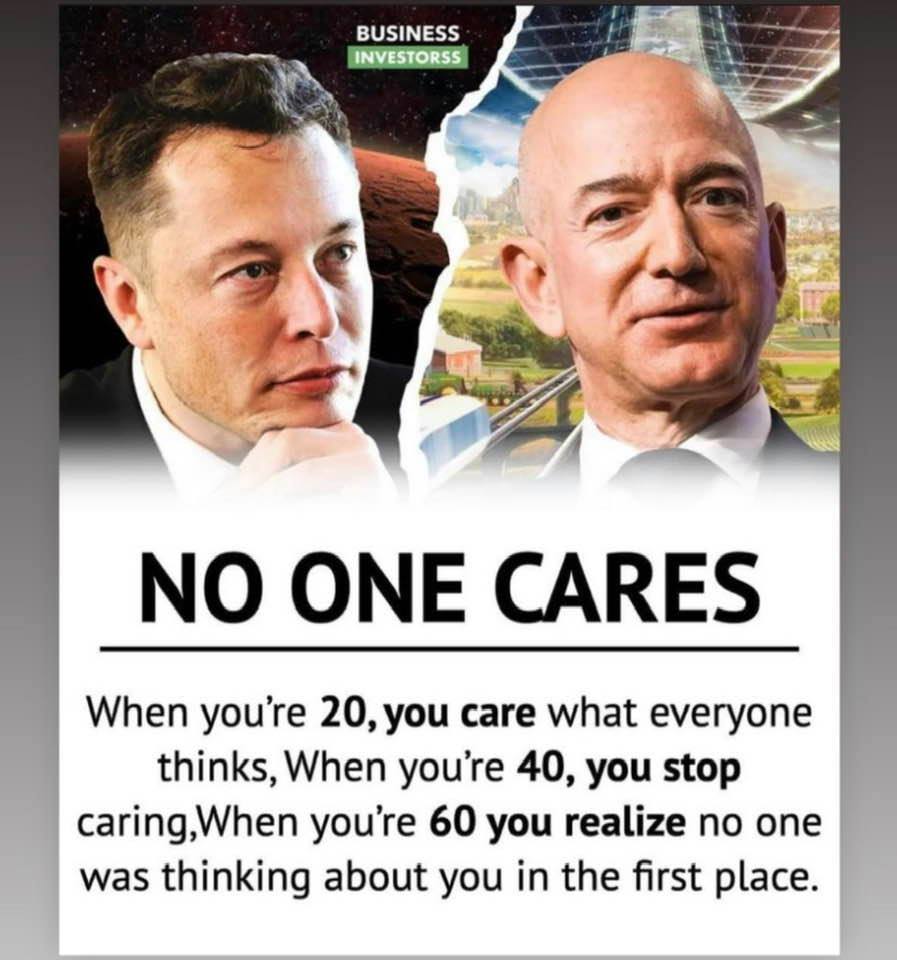 BUSINESS
INVESTORSS
NO ONE CARES
When you're 20, you care what everyone
thinks, When you're 40, you stop
caring,When you're 60 you realize no one
was thinking about you in the first place.